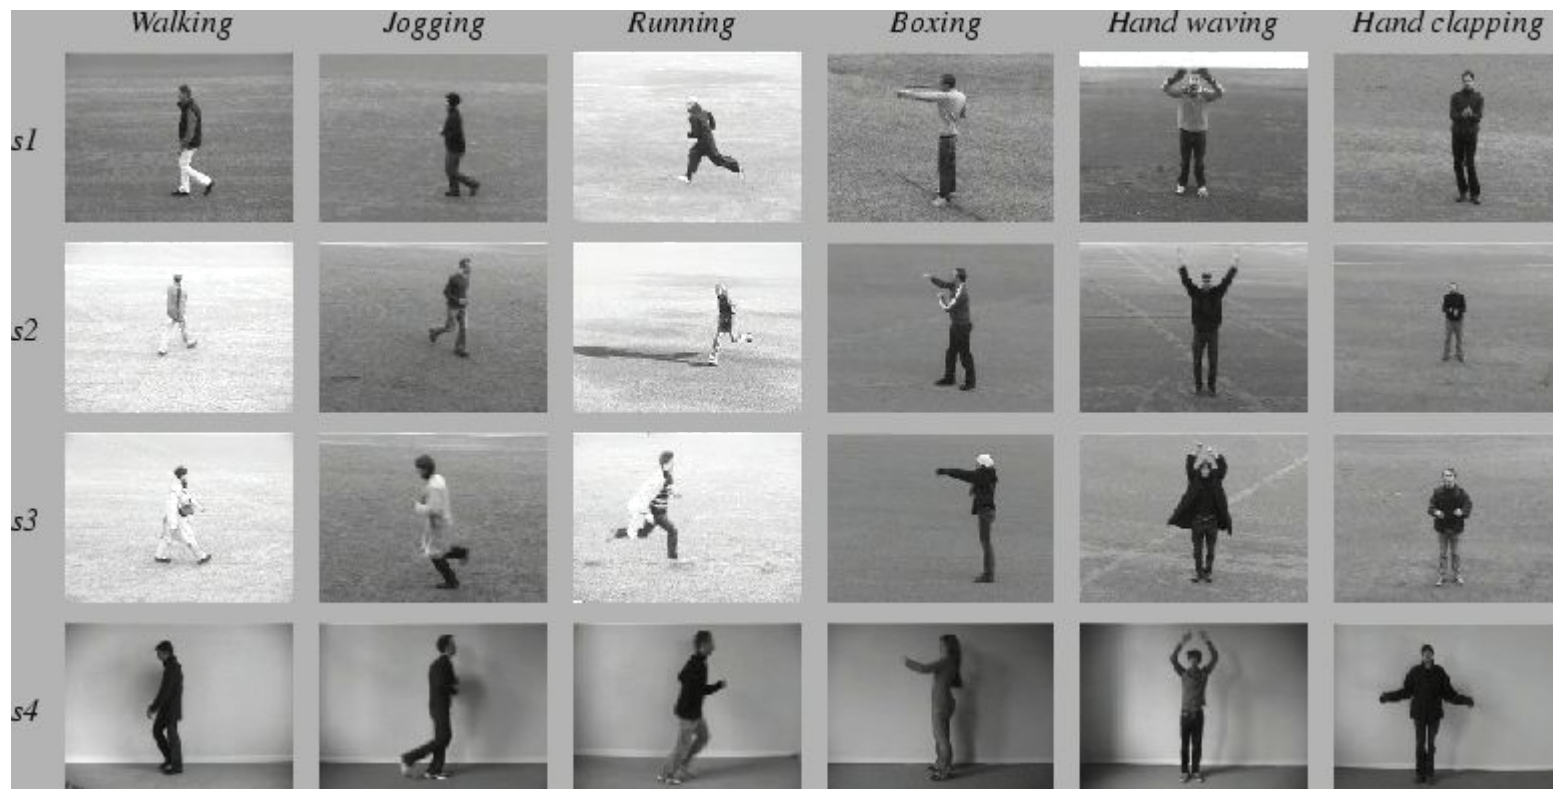 Walking Jogging Running Boxing Hand waving Hand clapping
s1
s2
s3
s4